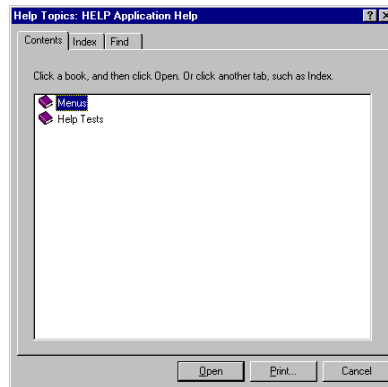 Help Topics: HELP Application Help
Contents Index Find
Click a book, and then click Open. Or click another tab, such as Index.
Menus
Help Tests
Open Print... Cancel